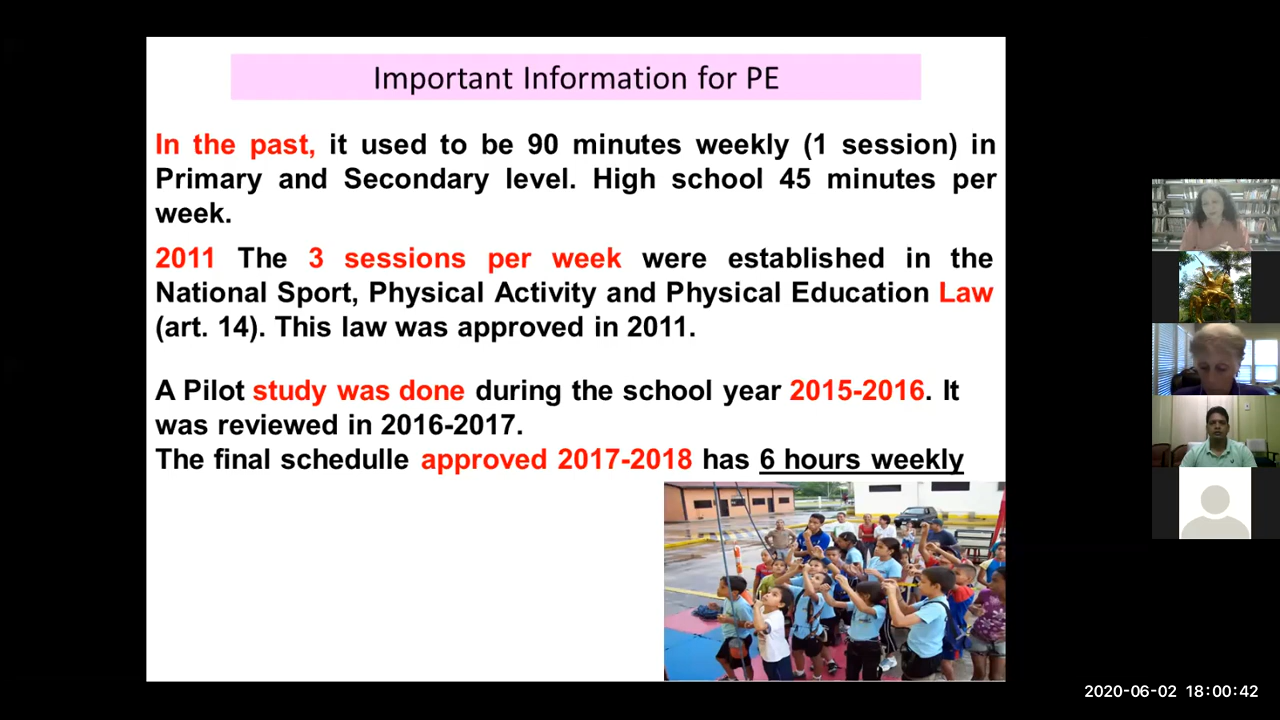 Important Information for PE
In the past, it used to be 90 minutes weekly (1 session) in
Primary and Secondary level. High school 45 minutes per
week.
2011 The 3 sessions per week were established in the
National Sport, Physical Activity and Physical Education Law
(art. 14). This law was approved in 2011.
A Pilot study was done during the school year 2015-2016. It
was reviewed in 2016-2017.
The final schedulle approved 2017-2018 has 6 hours weekly
2020-06-02 18:00:42